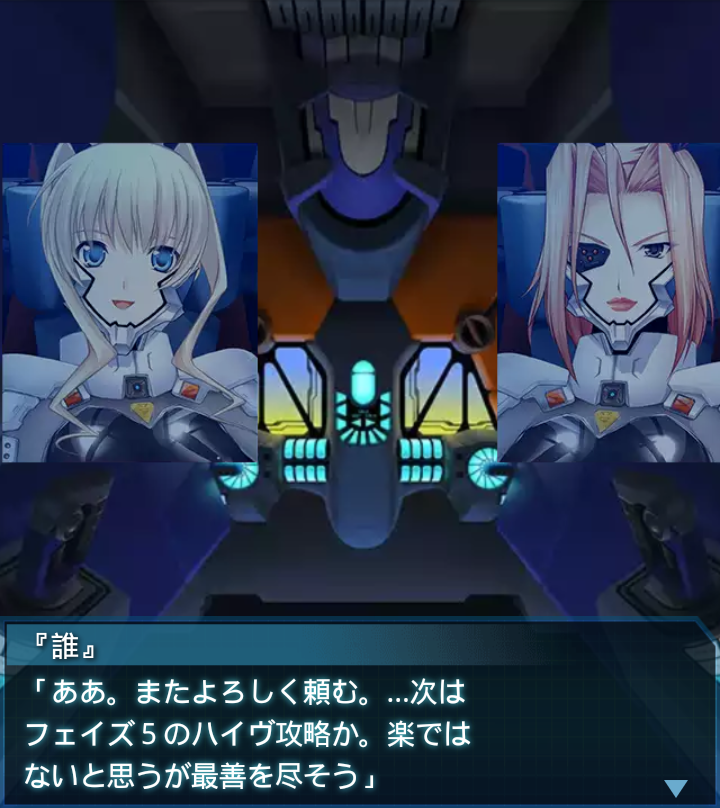 『誰』
「ああ。またよろしく頼む。…次は
フェイズ５のハイヴ攻略か。楽では
ないと思うが最善を尽そう」